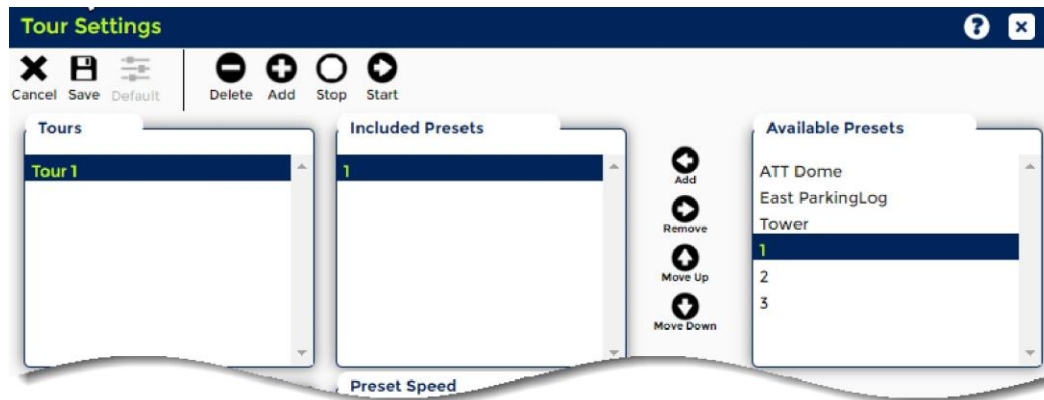 Tour Settings
?
Cancel Save Default Delete Add Stop Start
Tours
Tour 1
Included Presets
1
Add
Remove
Move Up
Move Down
Available Presets
ATT Dome
East ParkingLog
Tower
1
2
3
Preset Speed